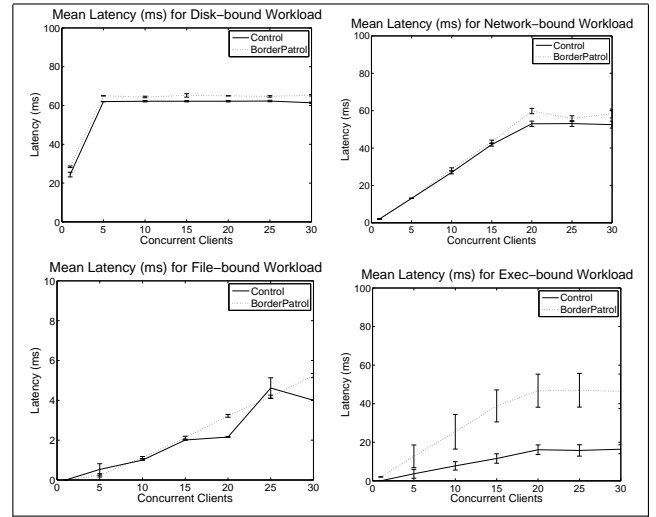 Mean Latency (ms) for Disk-bound Workload
100
80
60
40
20
0
Latency (ms)
0 5 10 15 20 25 30
Concurrent Clients
Control
BorderPatrol
Mean Latency (ms) for Network-bound Workload
100
80
60
40
20
0
Latency (ms)
0 5 10 15 20 25 30
Concurrent Clients
Control
BorderPatrol
Mean Latency (ms) for File-bound Workload
10
8
6
4
2
0
Latency (ms)
0 5 10 15 20 25 30
Concurrent Clients
Control
BorderPatrol
Mean Latency (ms) for Exec-bound Workload
100
80
60
40
20
0
Latency (ms)
0 5 10 15 20 25 30
Concurrent Clients
Control
BorderPatrol